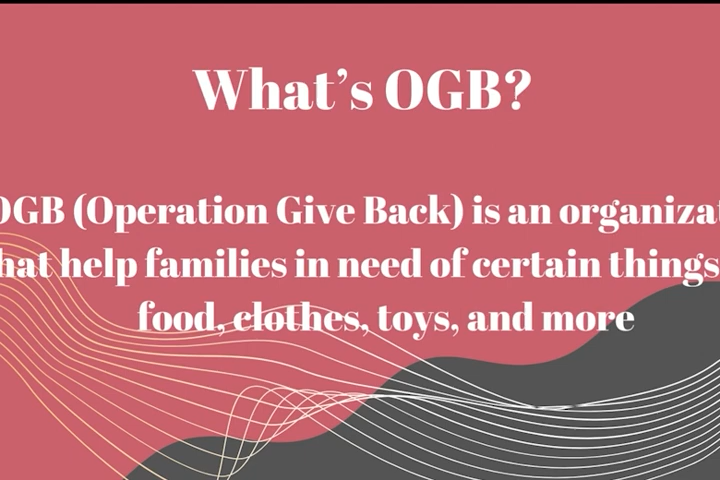 What's OGB?
OGB (Operation Give Back) is an organizat
hat help families in need of certain things
food, clothes, toys, and more